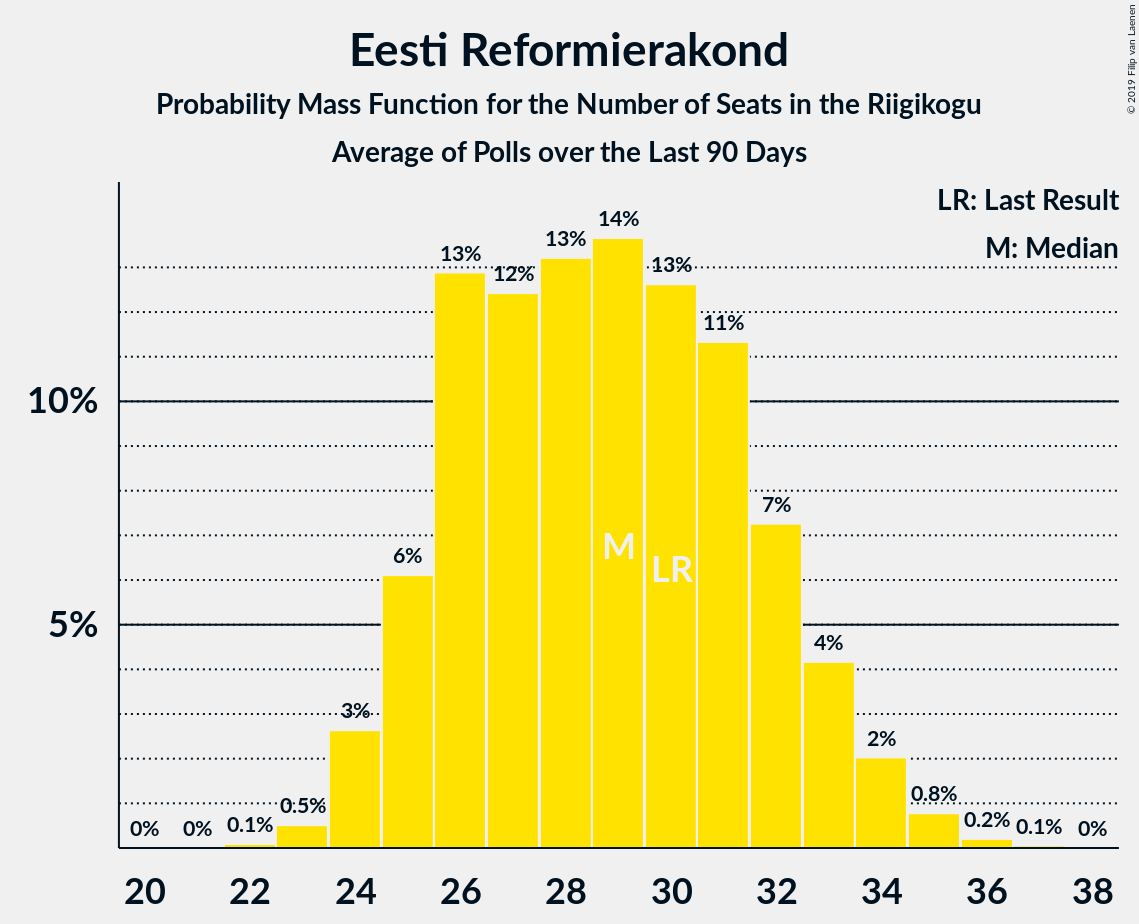 Eesti Reformierakond
Probability Mass Function for the Number of Seats in the Riigikogu
Average of Polls over the Last 90 Days
© 2019 Filip van Laenen
LR: Last Result
M: Median
10%
5%
0%
0%
0.1%
0.5%
3%
6%
13%
12%
13%
14%
13%
11%
7%
4%
2%
0.8%
0.2%
0.1%
0%
M
LR
20 22 24 26 28 30 32 34 36 38